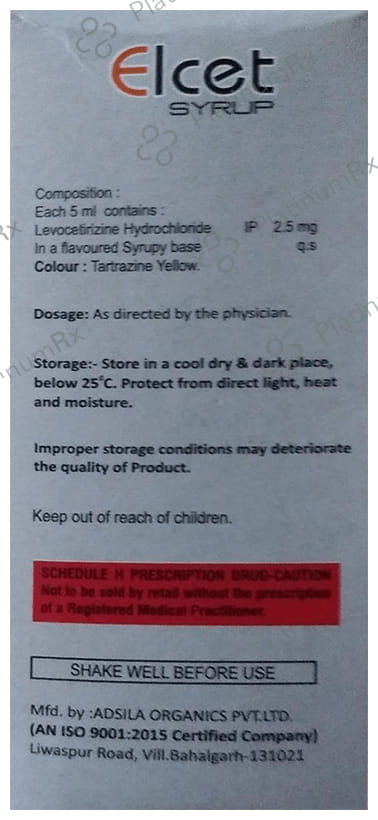 Elcet
SYRUP
Composition :
Each 5 ml contains :
Levocetirizine Hydrochloride IP 2.5 mg
In a flavoured Syrupy base q.s
Colour : Tartrazine Yellow.
Dosage: As directed by the physician.
Storage:- Store in a cool dry & dark place,
below 25°C. Protect from direct light, heat
and moisture.
Improper storage conditions may deteriorate
the quality of Product.
Keep out of reach of children.
SCHEDULE H PRESCRIPTION DRUG-CAUTION
Not to be sold by retail without the prescription
of a Registered Medical Practitioner
SHAKE WELL BEFORE USE
Mfd. by :ADSILA ORGANICS PVT.LTD.
(AN ISO 9001:2015 Certified Company)
Liwaspur Road, Vill.Bahalgarh-131021